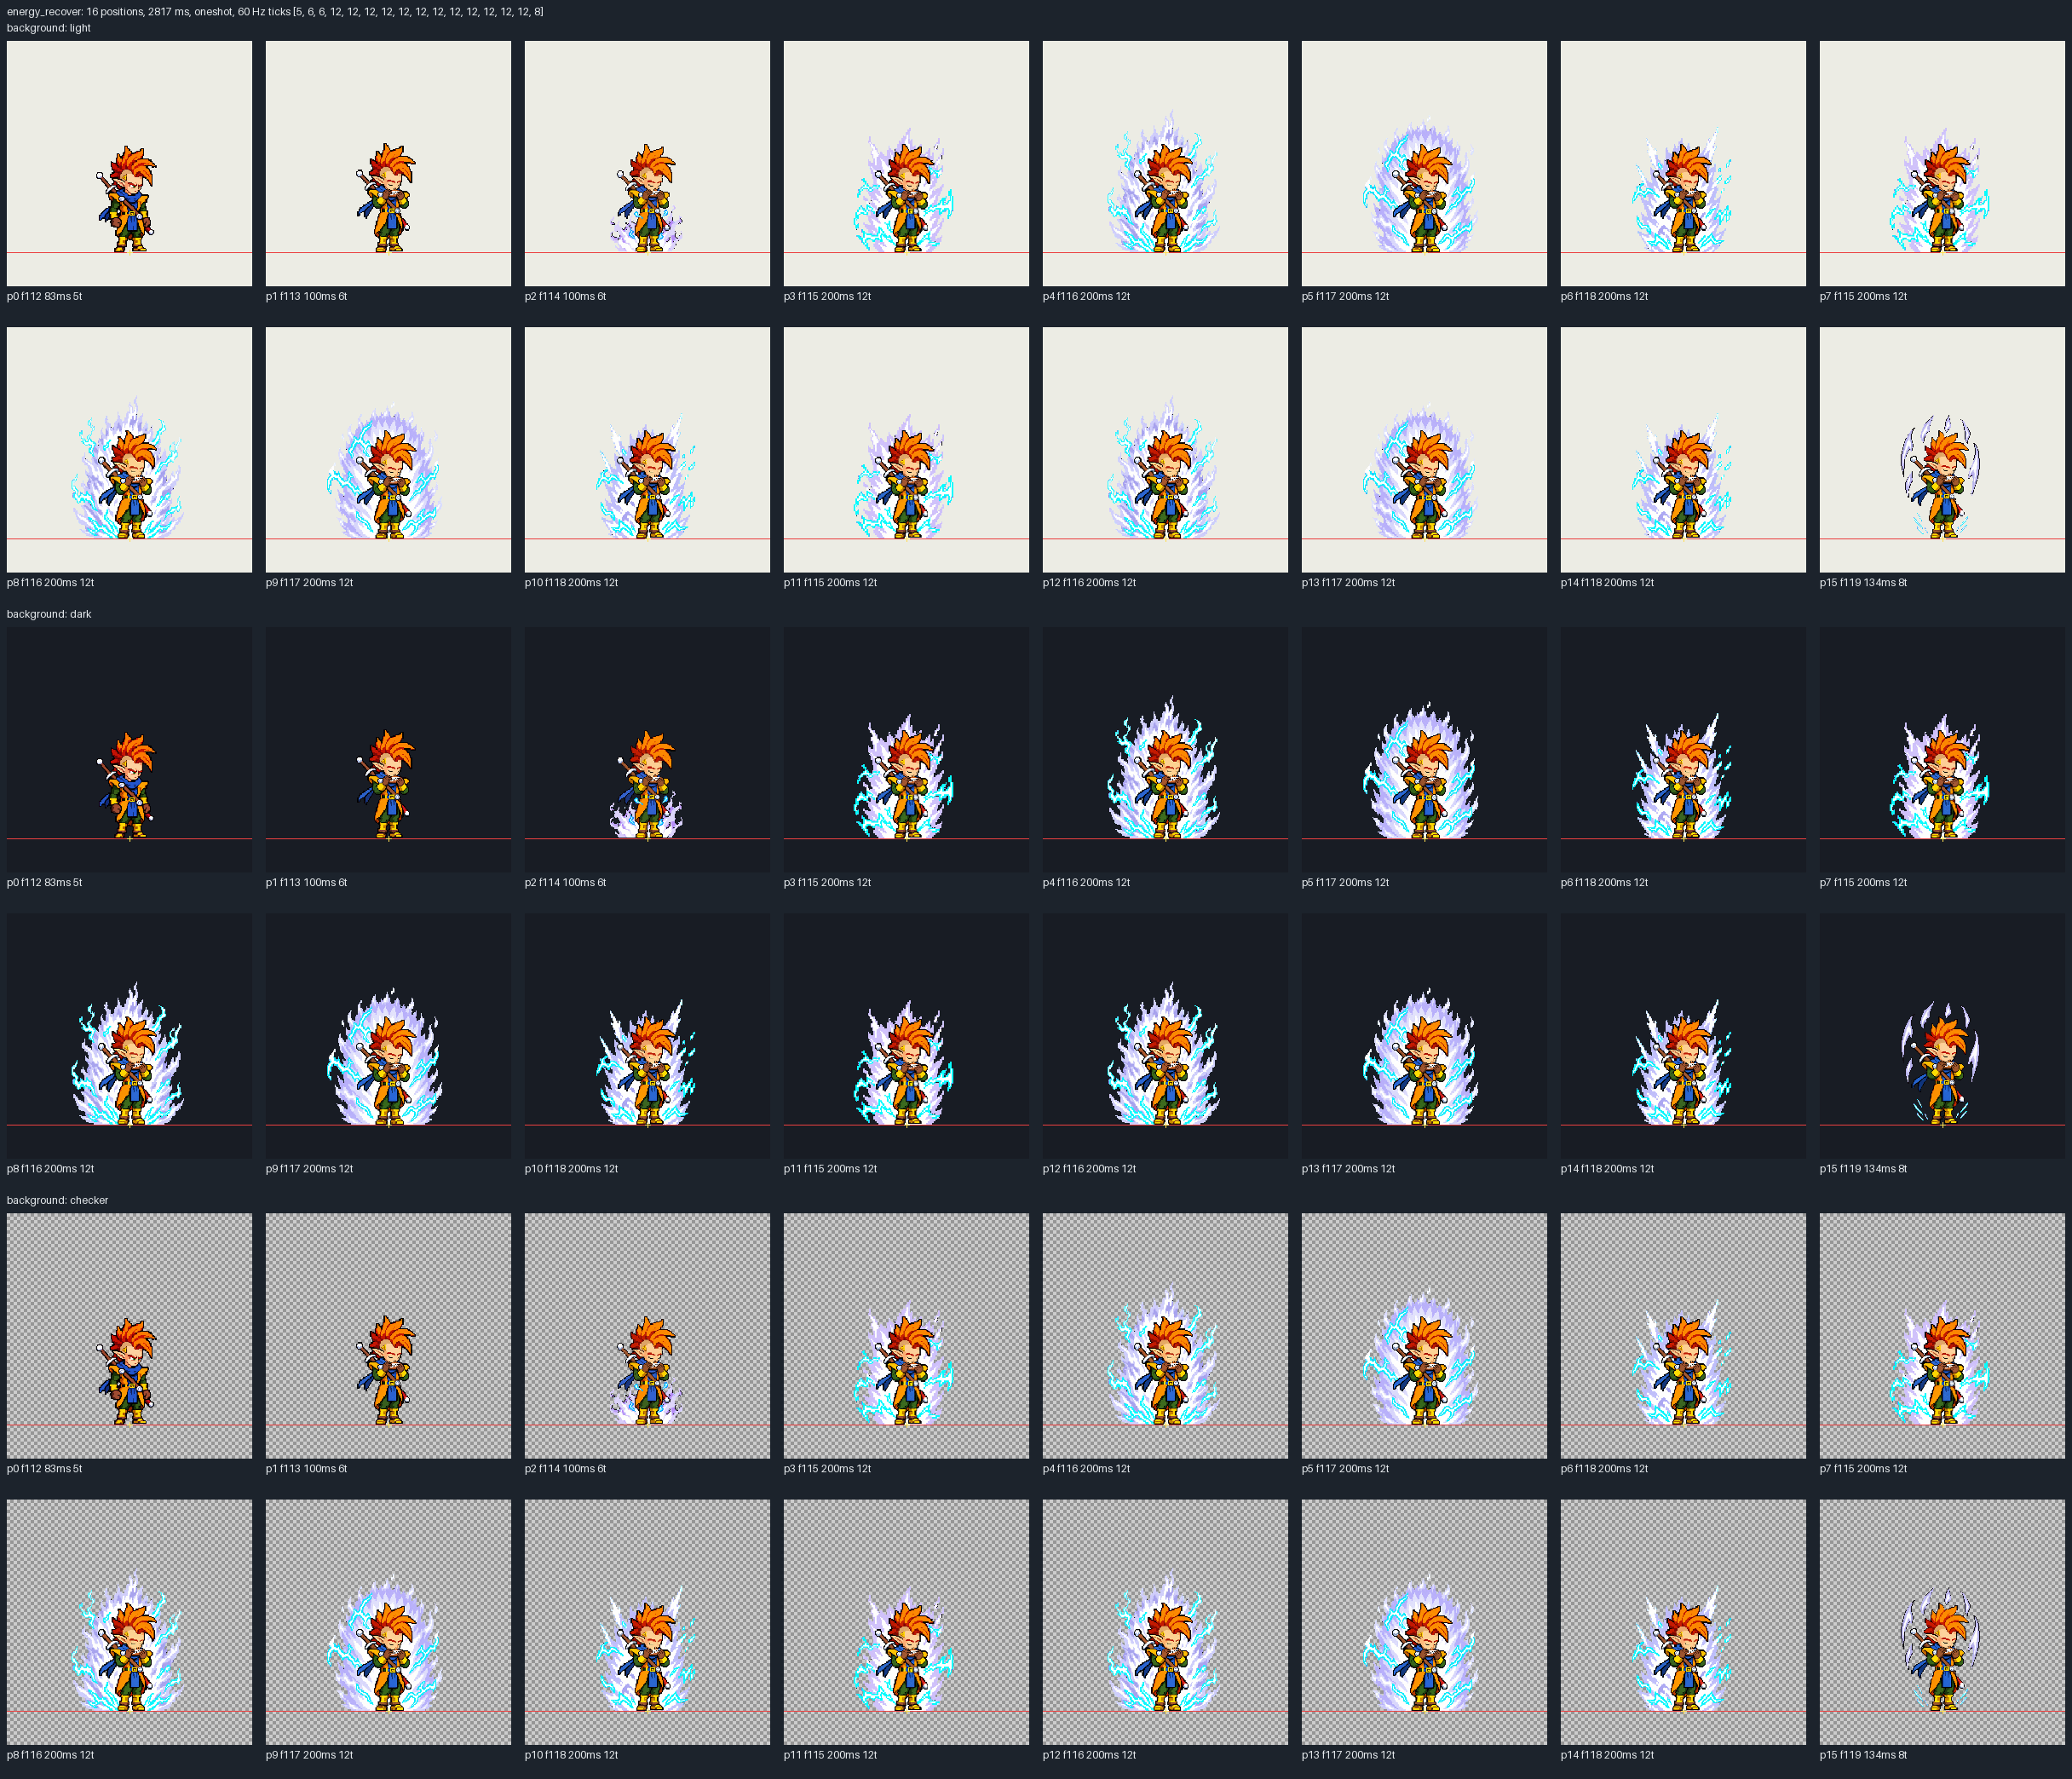 energy_recover: 16 positions, 2817 ms, oneshot, 60 Hz ticks [5, 6, 6, 12, 12, 12, 12, 12, 12, 12, 12, 12, 12, 12, 12, 8]
background: light
p0 f112 83ms 5t
p1 f113 100ms 6t
p2 f114 100ms 6t
p3 f115 200ms 12t
p4 f116 200ms 12t
p5 f117 200ms 12t
p6 f118 200ms 12t
p7 f115 200ms 12t
p8 f116 200ms 12t
p9 f117 200ms 12t
p10 f118 200ms 12t
p11 f115 200ms 12t
p12 f116 200ms 12t
p13 f117 200ms 12t
p14 f118 200ms 12t
p15 f119 134ms 8t
background: dark
p0 f112 83ms 5t
p1 f113 100ms 6t
p2 f114 100ms 6t
p3 f115 200ms 12t
p4 f116 200ms 12t
p5 f117 200ms 12t
p6 f118 200ms 12t
p7 f115 200ms 12t
p8 f116 200ms 12t
p9 f117 200ms 12t
p10 f118 200ms 12t
p11 f115 200ms 12t
p12 f116 200ms 12t
p13 f117 200ms 12t
p14 f118 200ms 12t
p15 f119 134ms 8t
background: checker
p0 f112 83ms 5t
p1 f113 100ms 6t
p2 f114 100ms 6t
p3 f115 200ms 12t
p4 f116 200ms 12t
p5 f117 200ms 12t
p6 f118 200ms 12t
p7 f115 200ms 12t
p8 f116 200ms 12t
p9 f117 200ms 12t
p10 f118 200ms 12t
p11 f115 200ms 12t
p12 f116 200ms 12t
p13 f117 200ms 12t
p14 f118 200ms 12t
p15 f119 134ms 8t